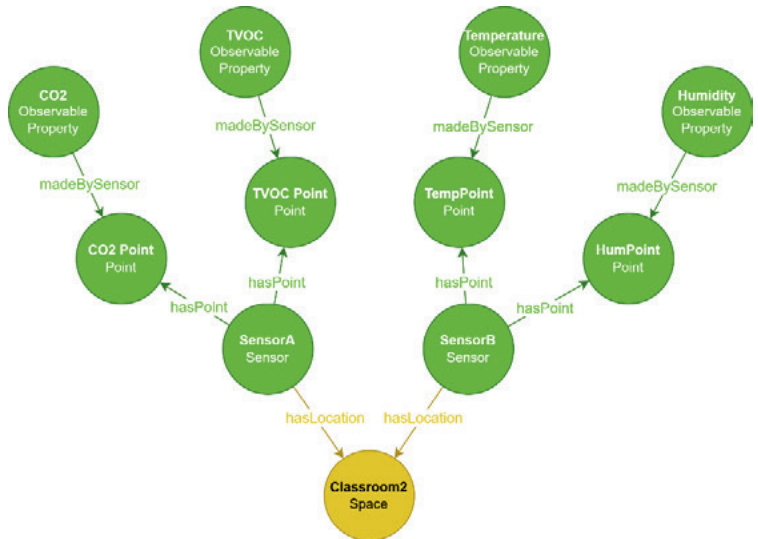 TVOC
Observable
Property
Temperature
Observable
Property
CO2
Observable
Property
Humidity
Observable
Property
madeBySensor
madeBySensor
madeBySensor
madeBySensor
TVOC Point
Point
TempPoint
Point
CO2 Point
Point
HumPoint
Point
hasPoint
hasPoint
hasPoint
hasPoint
SensorA
Sensor
SensorB
Sensor
hasLocation
hasLocation
Classroom2
Space